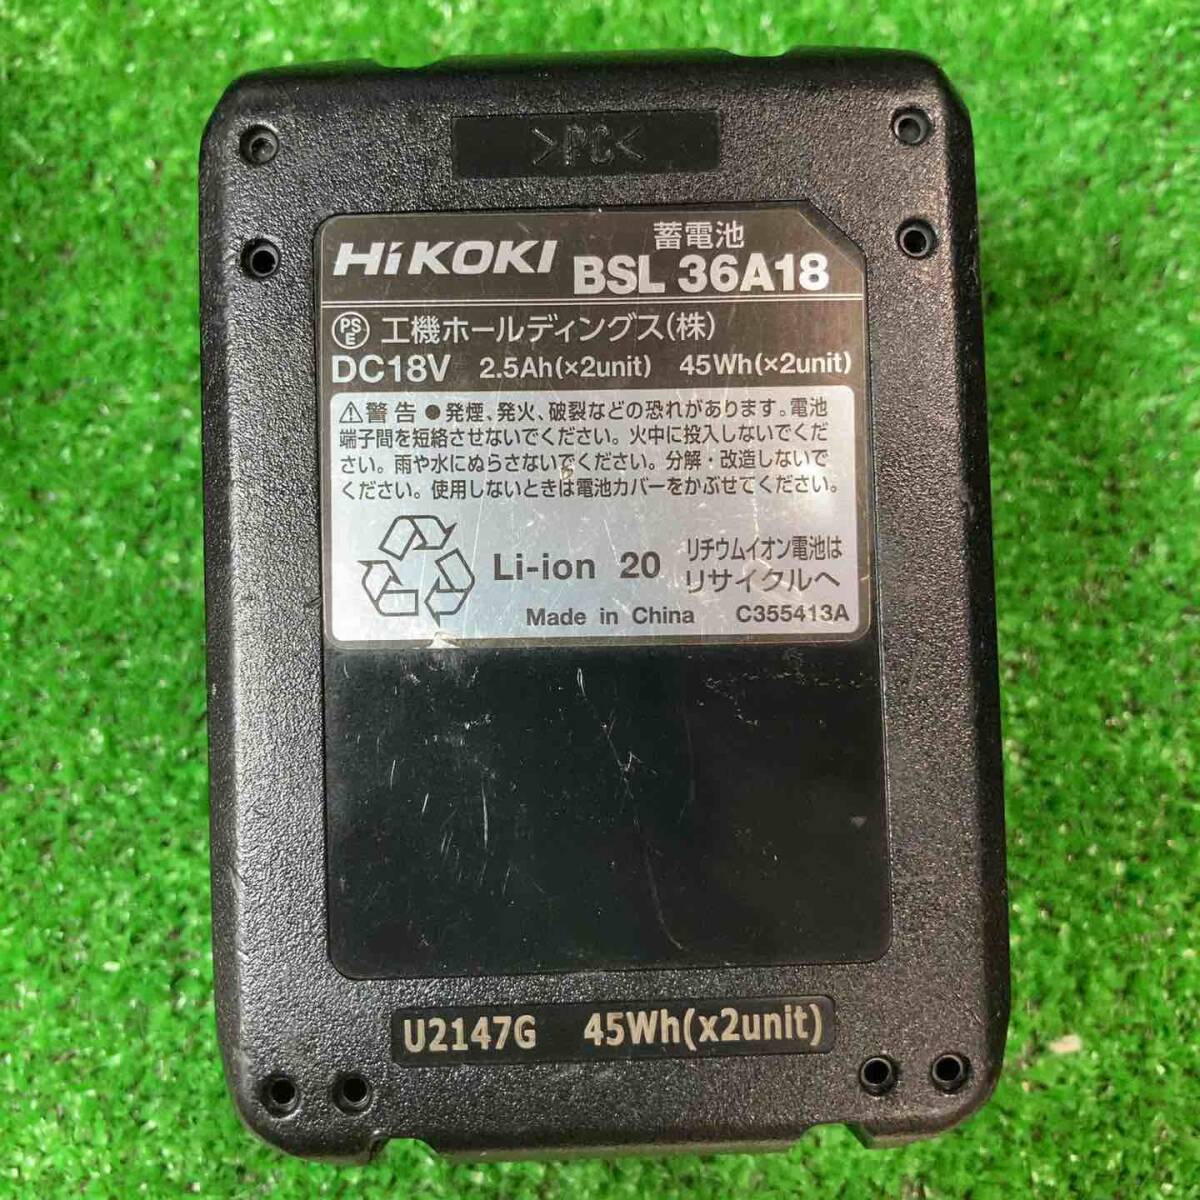 >PC<
HiKOKI 蓄電池
BSL 36A18
PSE 工機ホールディングス(株)
DC18V 2.5Ah(×2unit) 45Wh(×2unit)
⚠警告 ●発煙、発火、破裂などの恐れがあります。電池
端子間を短絡させないでください。火中に投入しないでくだ
さい。雨や水にぬらさないでください。分解・改造しないで
ください。使用しないときは電池カバーをかぶせてください。
Li-ion 20 リチウムイオン電池は
リサイクルへ
Made in China C355413A
U2147G 45Wh(x2unit)